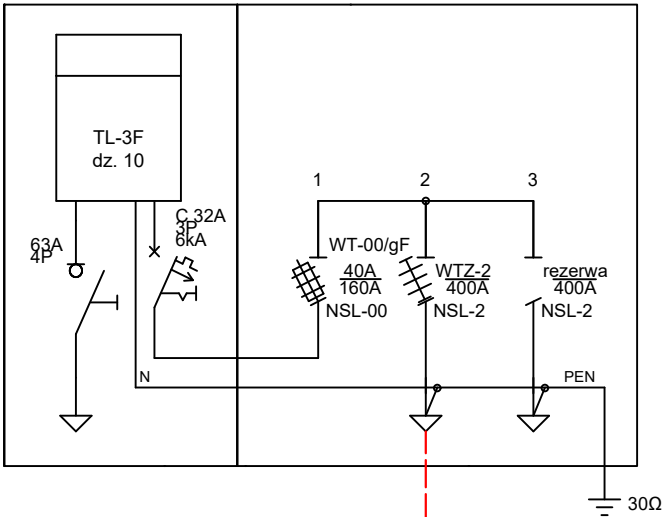 TL-3F
dz. 10
63A
4P
C 32A
3P
6kA
N
1
2
3
WT-00/gF
40A
160A
NSL-00
WTZ-2
400A
NSL-2
rezerwa
400A
NSL-2
PEN
30Ω